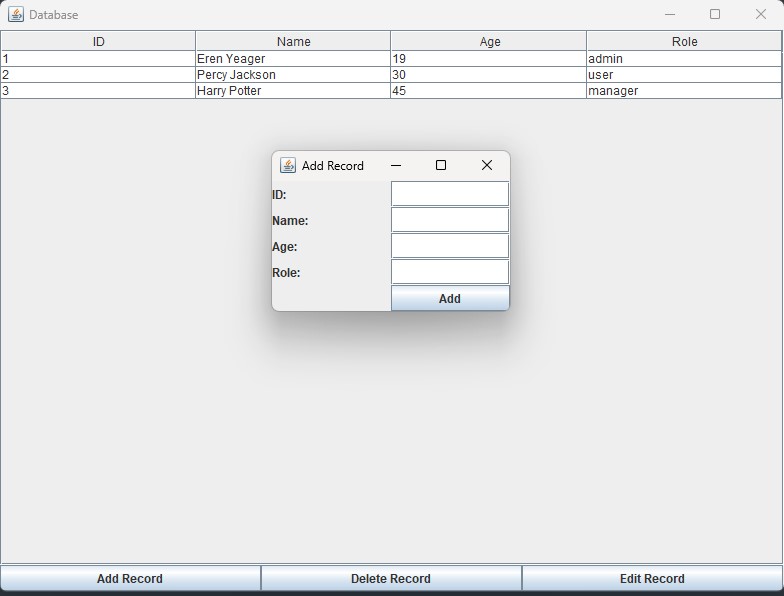 Database
ID Name Age Role
1 Eren Yeager 19 admin
2 Percy Jackson 30 user
3 Harry Potter 45 manager
Add Record
ID:
Name:
Age:
Role:
Add
Add Record Delete Record Edit Record